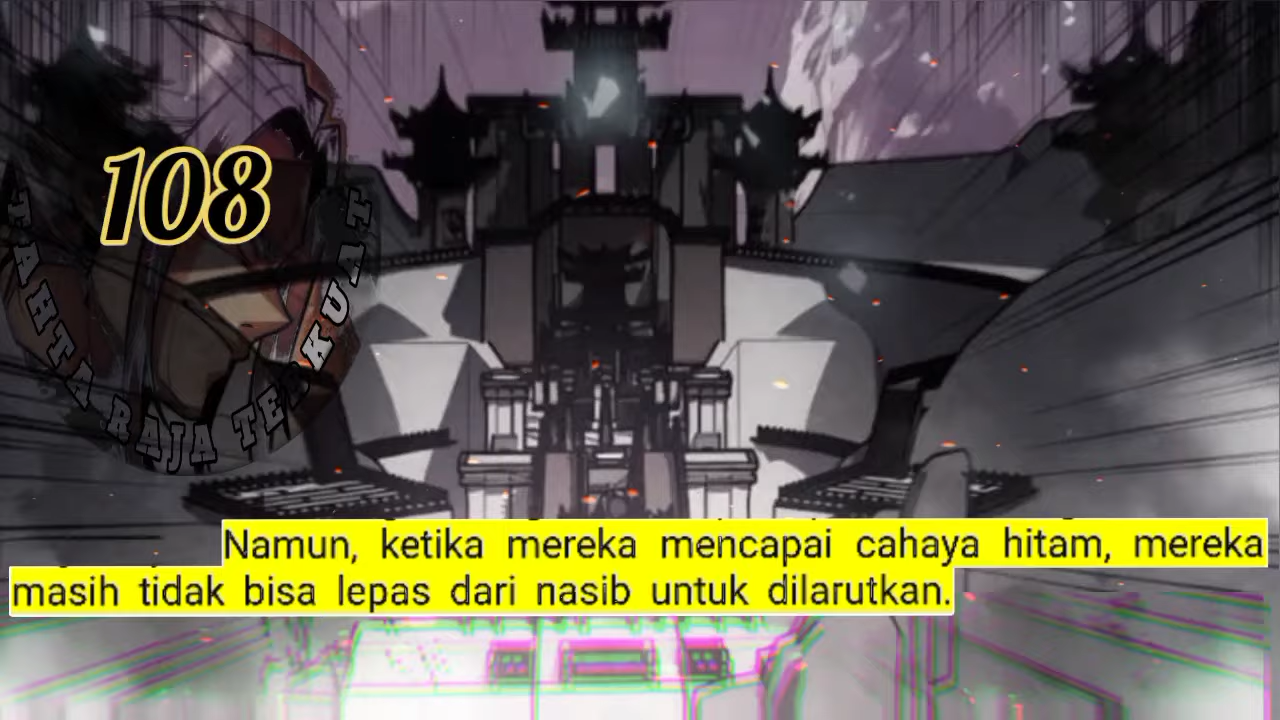 108
TAHTA RAJA TERKUAT
Namun, ketika mereka mencapai cahaya hitam, mereka
masih tidak bisa lepas dari nasib untuk dilarutkan.